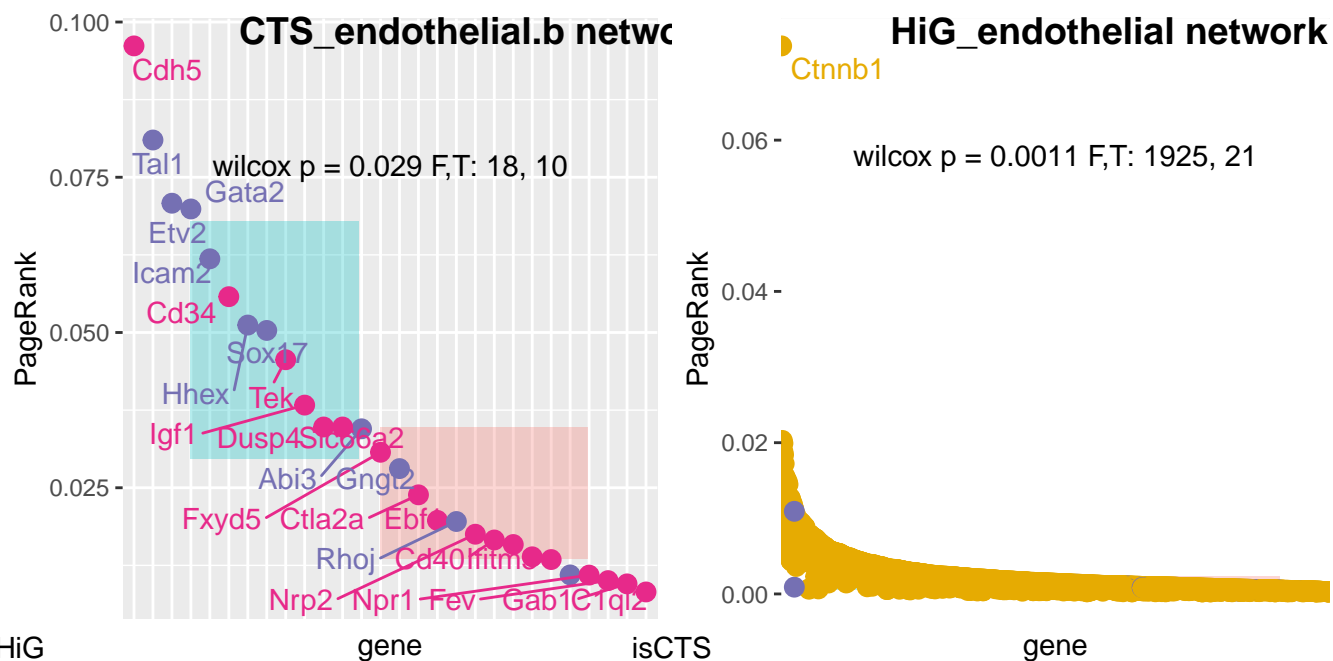 CTS_endothelial.b netwo
HiG_endothelial network
0.100
0.075
0.050
0.025
PageRank
Cdh5
Tal1
wilcox p = 0.029 F,T: 18, 10
Gata2
Etv2
Icam2
Cd34
Sox17
Hhex
Tek
Igf1
Dusp4
Slco6a2
Abi3
Gngt2
Fxyd5
Ctla2a
Rhoj
Cd40
Ifitm3
Nrp2
Npr1
Fev
Gab1
C1ql2
HiG
gene
isCTS
Ctnnb1
0.06
wilcox p = 0.0011 F,T: 1925, 21
0.04
0.02
0.00
PageRank
gene